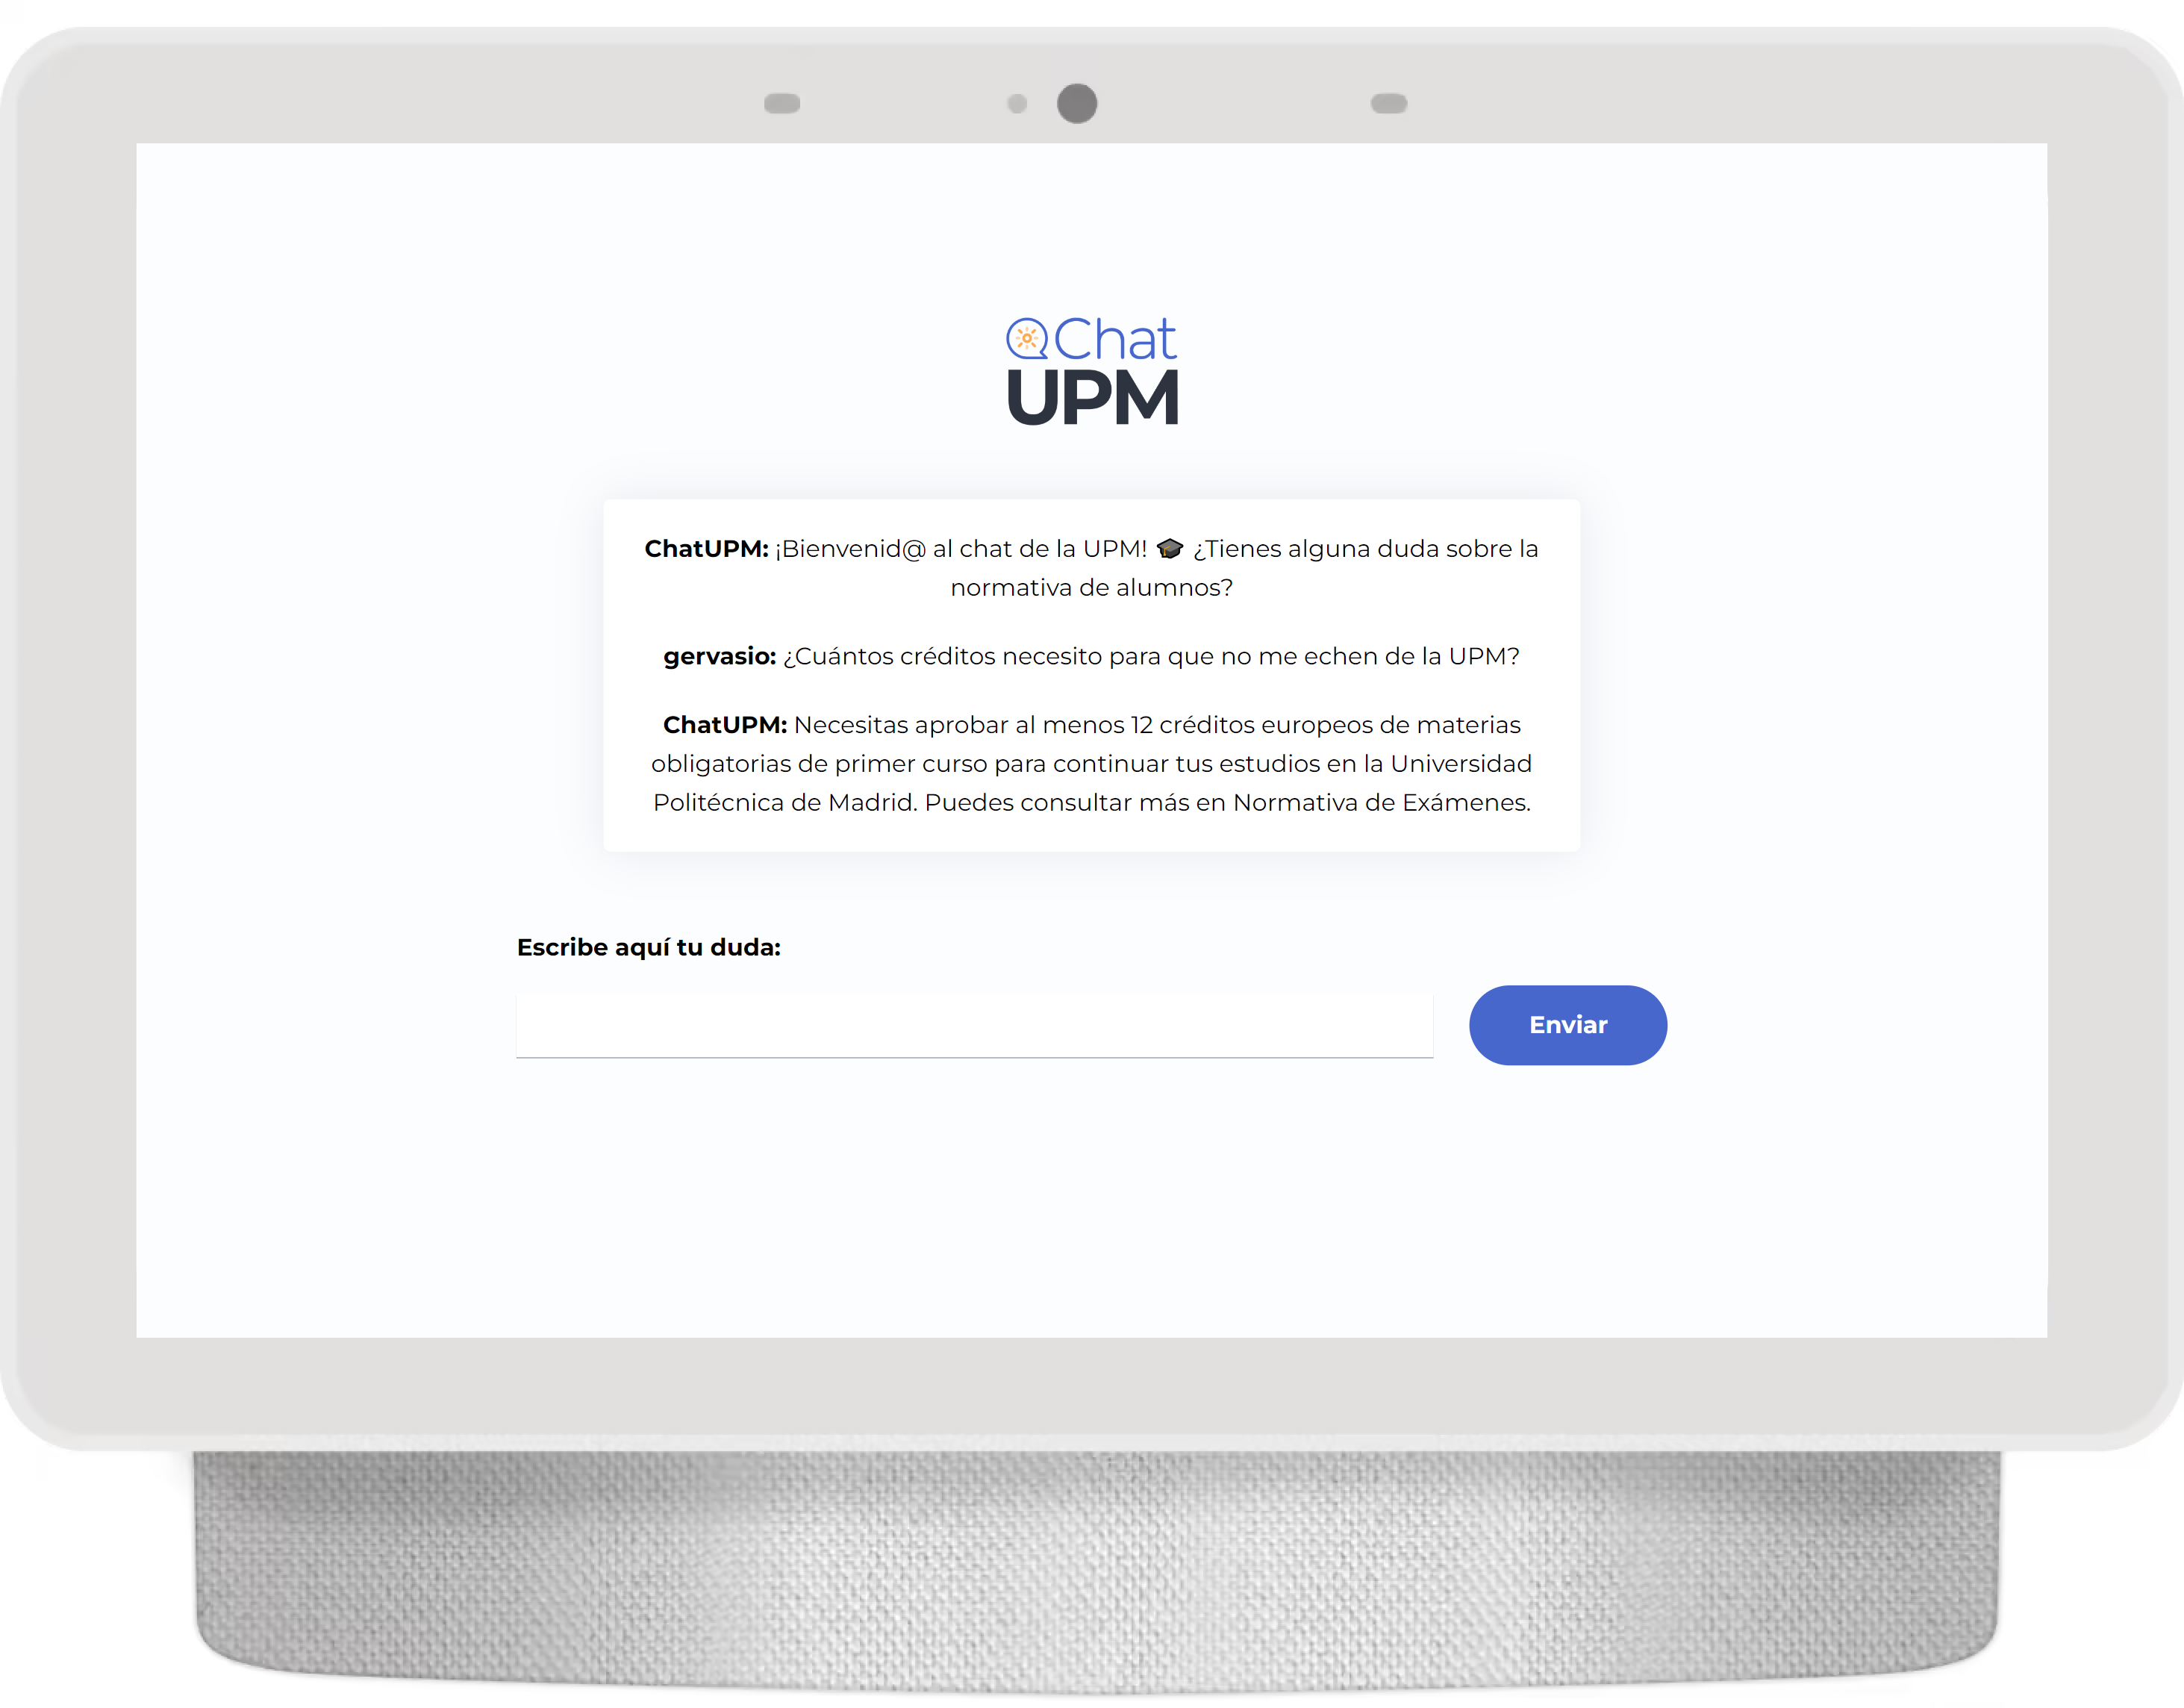 Chat
UPM
ChatUPM: ¡Bienvenid@ al chat de la UPM! 🎓 ¿Tienes alguna duda sobre la
normativa de alumnos?
gervasio: ¿Cuántos créditos necesito para que no me echen de la UPM?
ChatUPM: Necesitas aprobar al menos 12 créditos europeos de materias
obligatorias de primer curso para continuar tus estudios en la Universidad
Politécnica de Madrid. Puedes consultar más en Normativa de Exámenes.
Escribe aquí tu duda:
Enviar